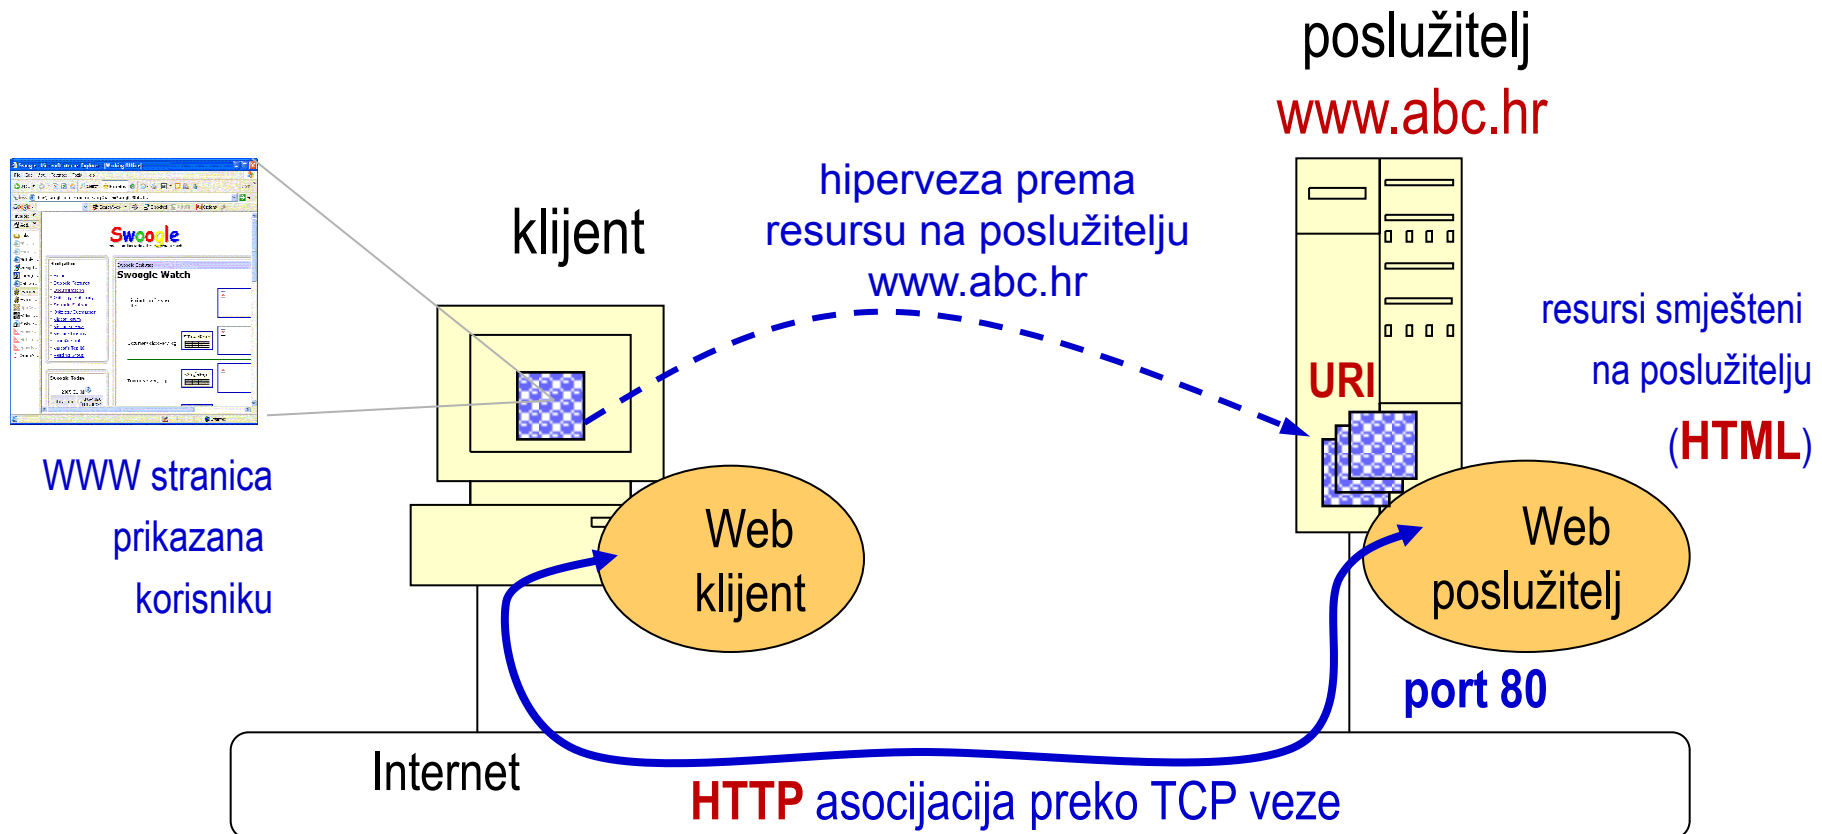 poslužitelj
www.abc.hr
hiperveza prema
resursu na poslužitelju
www.abc.hr
klijent
Swoogle
Swoogle Watch
resursi smješteni
na poslužitelju
(HTML)
URI
WWW stranica
prikazana
korisniku
Web
klijent
Web
poslužitelj
port 80
Internet
HTTP asocijacija preko TCP veze